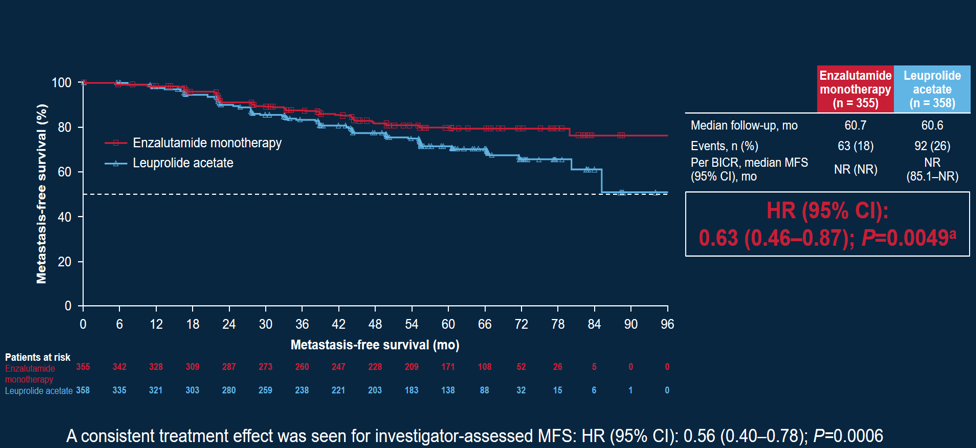 Enzalutamide
monotherapy
(n = 355)
Leuprolide
acetate
(n = 358)
Median follow-up, mo 60.7 60.6
Events, n (%) 63 (18) 92 (26)
Per BICR, median MFS
(95% CI), mo
NR (NR)
NR
(85.1–NR)
HR (95% CI):
0.63 (0.46–0.87); P=0.0049a
Metastasis-free survival (%)
100
80
60
40
20
0
Enzalutamide monotherapy
Leuprolide acetate
0 6 12 18 24 30 36 42 48 54 60 66 72 78 84 90 96
Metastasis-free survival (mo)
Patients at risk
Enzalutamide
monotherapy
355 342 328 309 287 273 260 244 228 209 171 108 52 26 5 0 0
Leuprolide acetate 358 335 321 303 280 259 238 221 203 183 138 88 32 15 6 1 0
A consistent treatment effect was seen for investigator-assessed MFS: HR (95% CI): 0.56 (0.40–0.78); P=0.0006